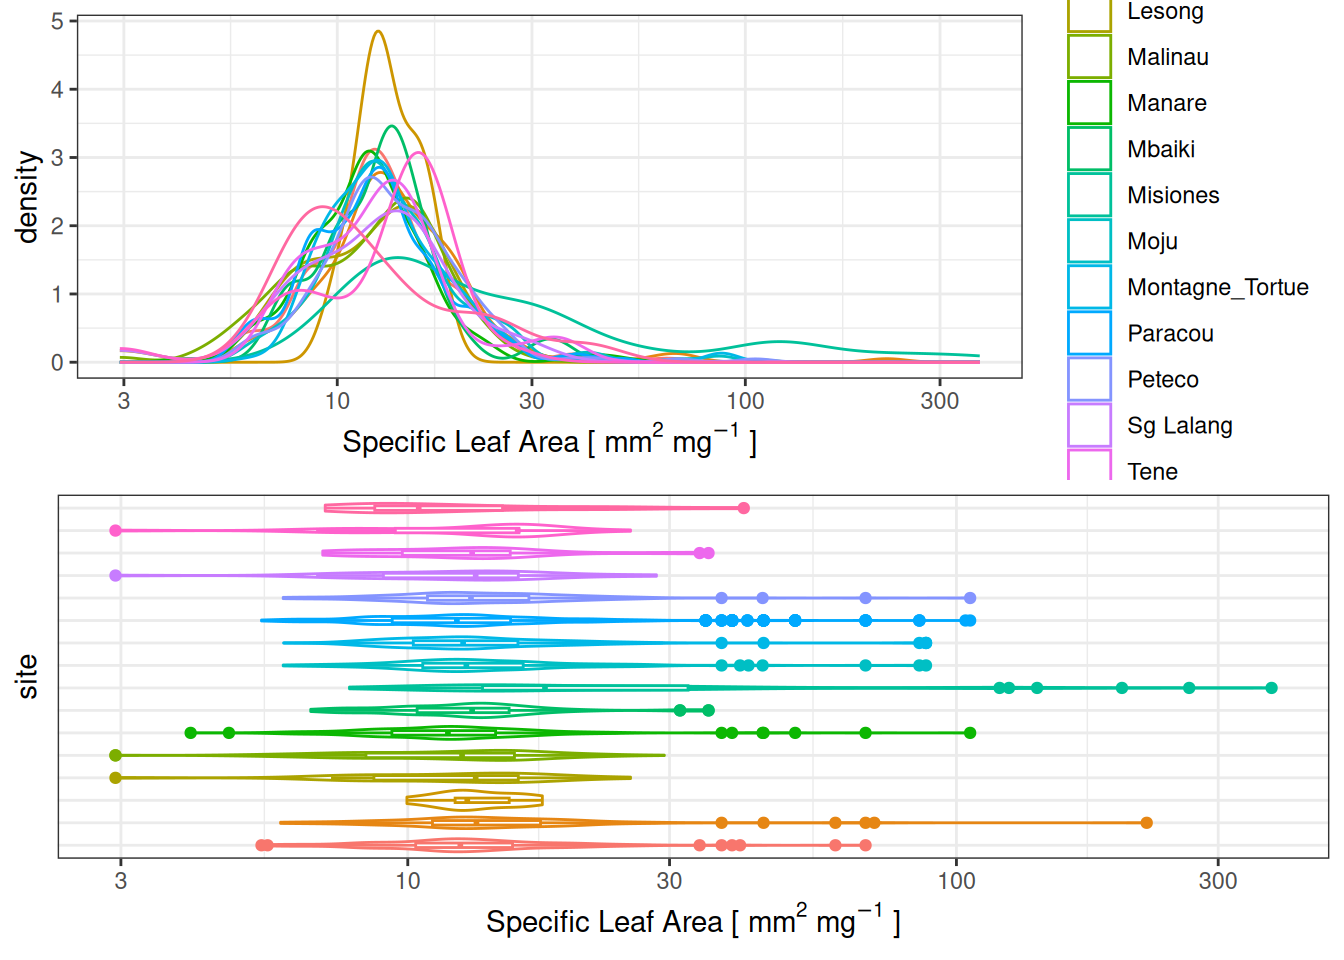 5
4
3
2
1
0
density
3
10
30
100
300
Specific Leaf Area [ mm² mg⁻¹ ]
Lesong
Malinau
Manare
Mbaiki
Misiones
Moju
Montagne_Tortue
Paracou
Peteco
Sg Lalang
Tene
site
3
10
30
100
300
Specific Leaf Area [ mm² mg⁻¹ ]